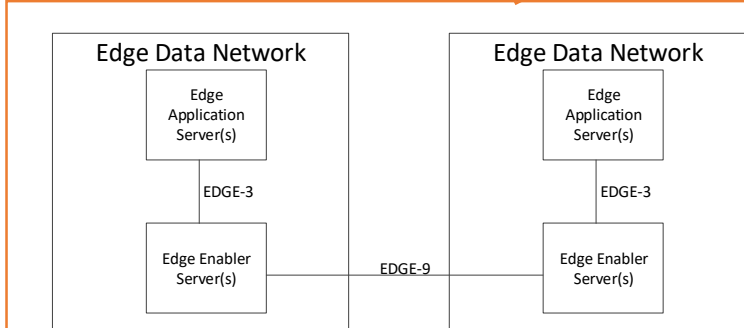 Edge Data Network
Edge
Application
Server(s)
EDGE-3
Edge Enabler
Server(s)
EDGE-9
Edge Data Network
Edge
Application
Server(s)
EDGE-3
Edge Enabler
Server(s)